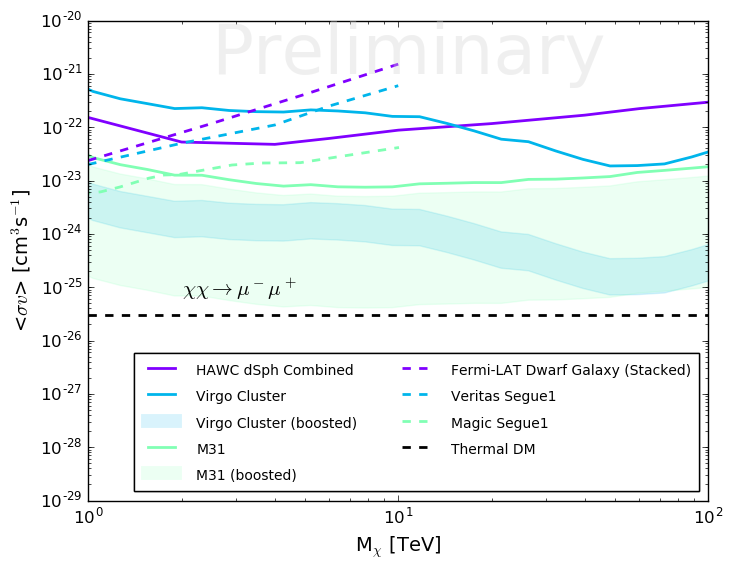 Preliminary
10^-20
10^-21
10^-22
10^-23
10^-24
10^-25
10^-26
10^-27
10^-28
10^-29
<σv> [cm^3 s^-1]
χχ → μ^- μ^+
HAWC dSph Combined
Virgo Cluster
Virgo Cluster (boosted)
M31
M31 (boosted)
Fermi-LAT Dwarf Galaxy (Stacked)
Veritas Segue1
Magic Segue1
Thermal DM
10^0
10^1
10^2
M_χ [TeV]